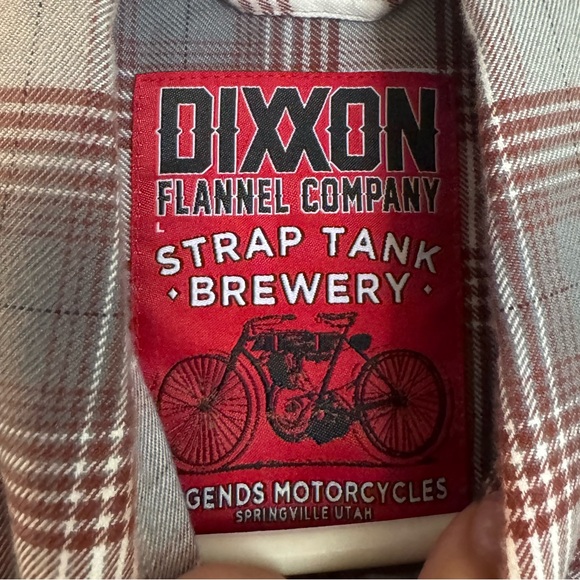 DIXXON
FLANNEL COMPANY
L
STRAP TANK
· BREWERY ·
GENDS MOTORCYCLES
SPRINGVILLE UTAH